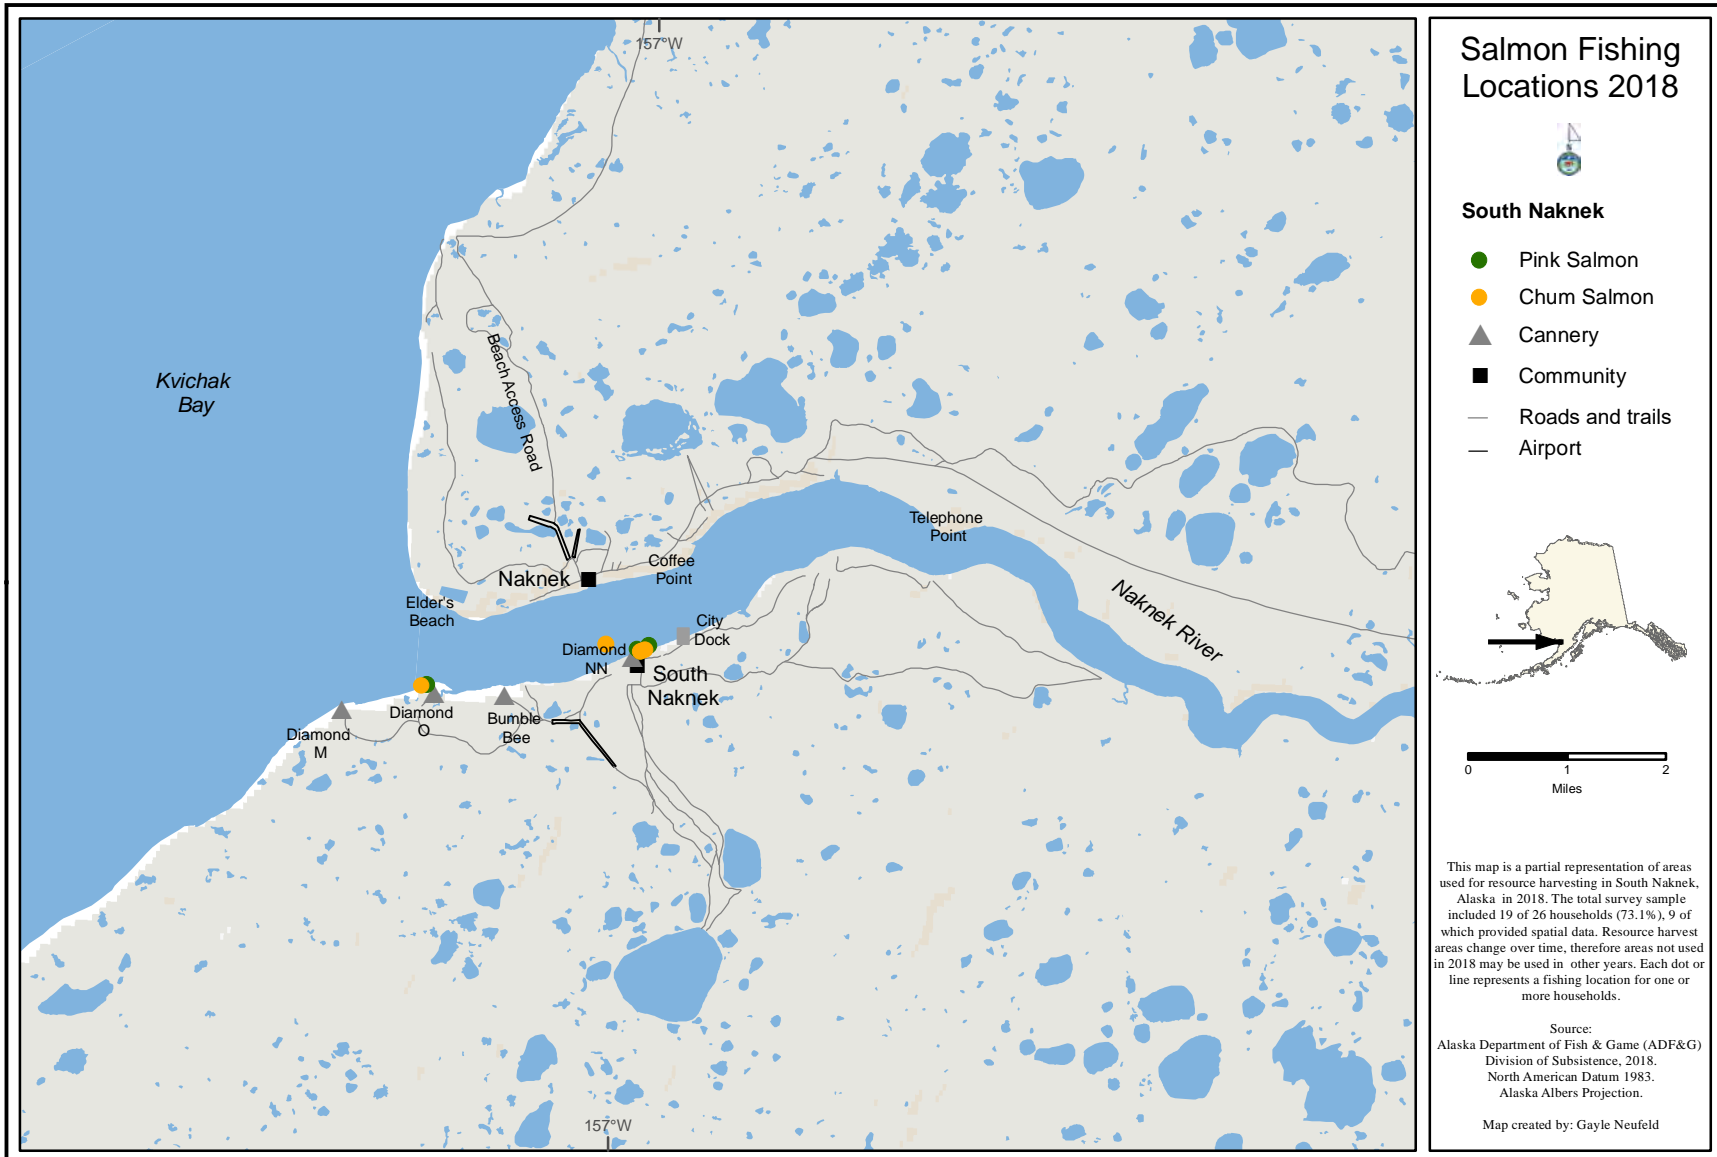 157°W
Kvichak
Bay
Beach Access Road
Telephone
Point
Coffee
Point
Naknek
Elder's
Beach
Naknek River
City
Dock
Diamond
NN
South
Naknek
Diamond
O
Bumble
Bee
Diamond
M
157°W
Salmon Fishing
Locations 2018
South Naknek
Pink Salmon
Chum Salmon
Cannery
Community
Roads and trails
Airport
0 1 2
Miles
This map is a partial representation of areas
used for resource harvesting in South Naknek,
Alaska in 2018. The total survey sample
included 19 of 26 households (73.1%), 9 of
which provided spatial data. Resource harvest
areas change over time, therefore areas not used
in 2018 may be used in other years. Each dot or
line represents a fishing location for one or
more households.
Source:
Alaska Department of Fish & Game (ADF&G)
Division of Subsistence, 2018.
North American Datum 1983.
Alaska Albers Projection.
Map created by: Gayle Neufeld